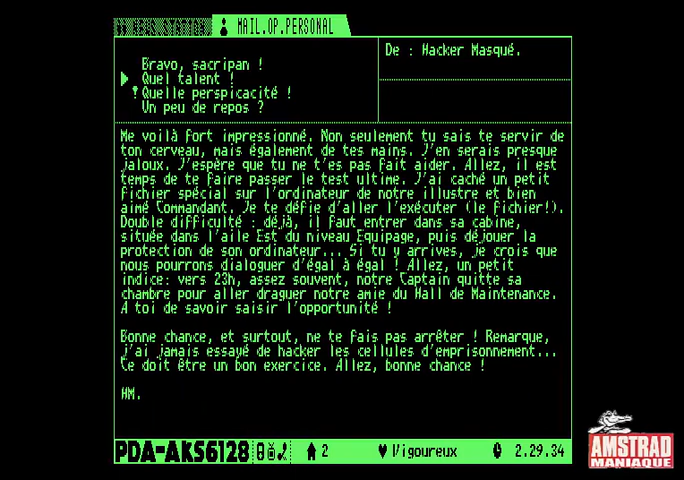 MAIL.OP.PERSONAL
De : Hacker Masqué.
Bravo, sacripan !
Quel talent !
!Quelle perspicacité !
Un peu de repos ?
Me voilà fort impressionné. Non seulement tu sais te servir de
ton cerveau, mais également de tes mains. J'en serais presque
jaloux. J'espère que tu ne t'es pas fait aider. Allez, il est
temps de te faire passer le test ultime. J'ai caché un petit
fichier spécial sur l'ordinateur de notre illustre et bien
aimé Commandant. Je te défie d'aller l'exécuter (le fichier!).
Double difficulté : déjà, il faut entrer dans sa cabine,
située dans l'aile Est du niveau Equipage, puis déjouer la
protection de son ordinateur... Si tu y arrives, je crois que
nous pourrons dialoguer d'égal à égal ! Allez, un petit
indice: vers 23h, assez souvent, notre Captain quitte sa
chambre pour aller draguer notre amie du Hall de Maintenance.
A toi de savoir saisir l'opportunité !
Bonne chance, et surtout, ne te fais pas arrêter ! Remarque,
j'ai jamais essayé de hacker les cellules d'emprisonnement...
Ce doit être un bon exercice. Allez, bonne chance !
HM.
PDA-AKS6128 2 Vigoureux 2.29.34
AMSTRAD
MANIAQUE